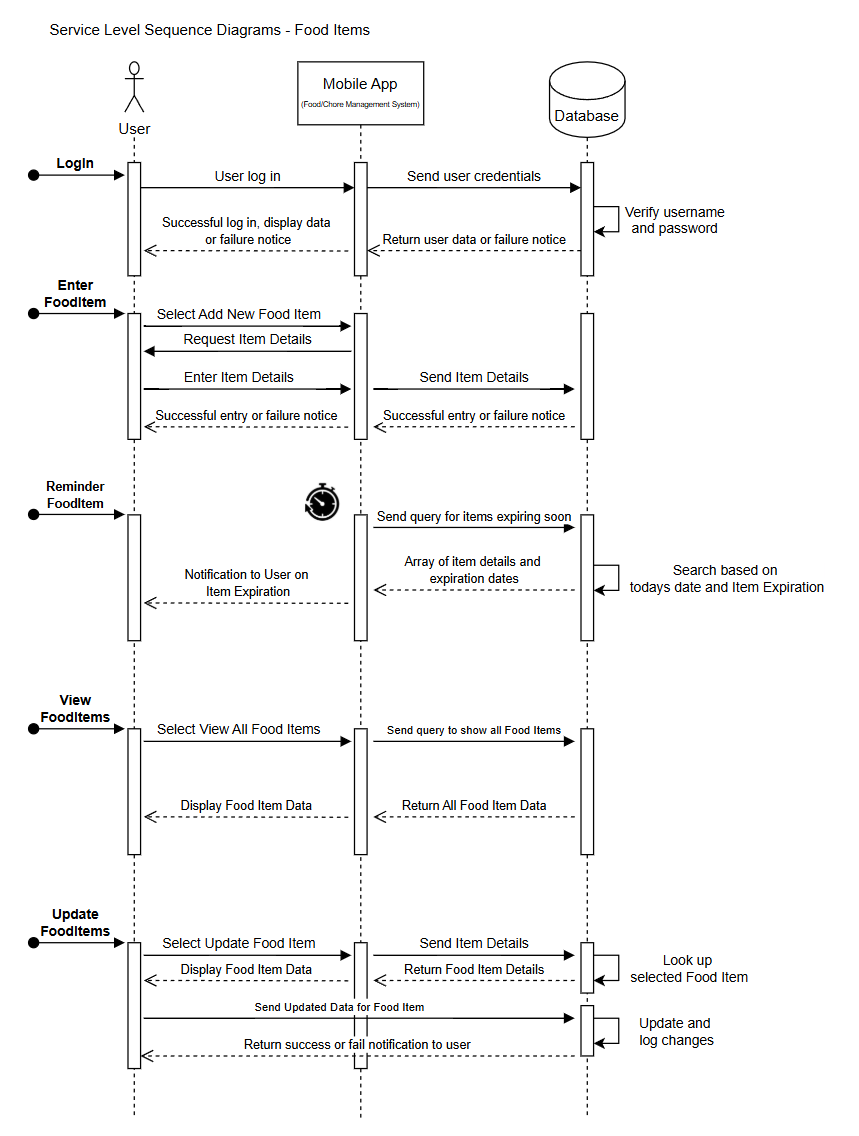 Service Level Sequence Diagrams - Food Items
Mobile App
(Food/Chore Management System)
Database
User
LogIn
User log in
Send user credentials
Verify username
and password
Successful log in, display data
or failure notice
Return user data or failure notice
Enter
FoodItem
Select Add New Food Item
Request Item Details
Enter Item Details
Send Item Details
Successful entry or failure notice
Successful entry or failure notice
Reminder
FoodItem
Send query for items expiring soon
Array of item details and
expiration dates
Search based on
todays date and Item Expiration
Notification to User on
Item Expiration
View
FoodItems
Select View All Food Items
Send query to show all Food Items
Display Food Item Data
Return All Food Item Data
Update
FoodItems
Select Update Food Item
Send Item Details
Look up
selected Food Item
Display Food Item Data
Return Food Item Details
Send Updated Data for Food Item
Update and
log changes
Return success or fail notification to user